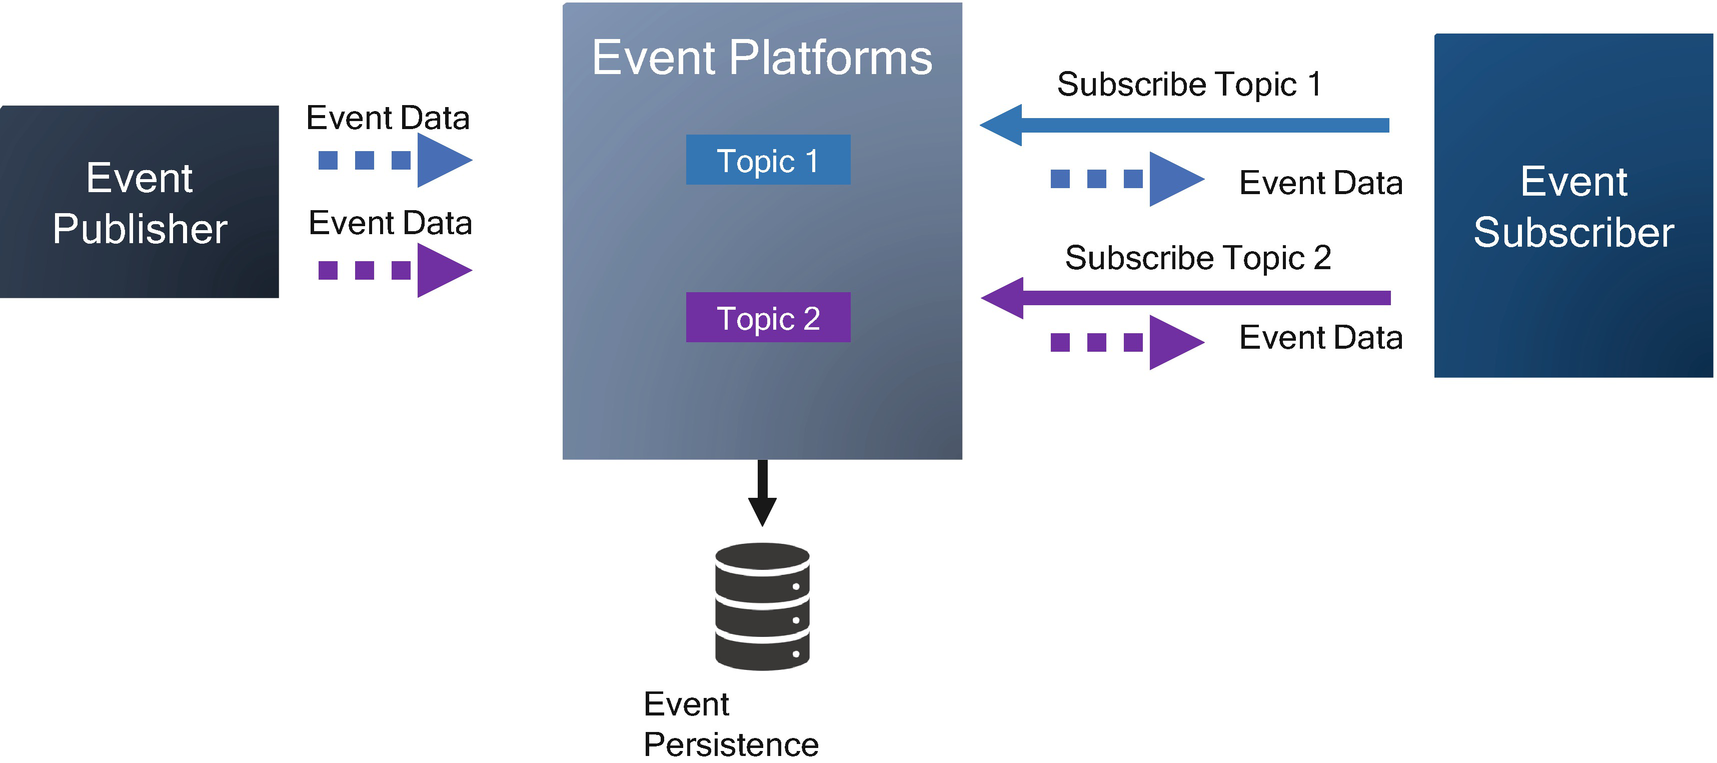 Event
Publisher
Event Data
Event Data
Event Platforms
Topic 1
Topic 2
Subscribe Topic 1
Event Data
Subscribe Topic 2
Event Data
Event
Subscriber
Event
Persistence